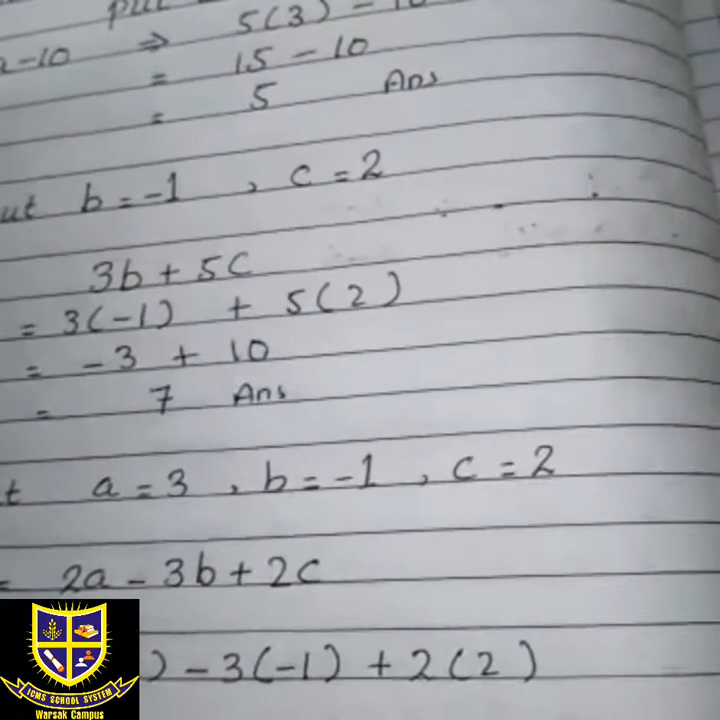 put
a-10 ⇒ 5(3) - 10
= 15 - 10
= 5 Ans
ut b = -1 , c = 2
3b + 5c
= 3(-1) + 5(2)
= -3 + 10
= 7 Ans
t a = 3 , b = -1 , c = 2
= 2a - 3b + 2c
) - 3(-1) + 2(2)
ICMS SCHOOL SYSTEM
Warsak Campus